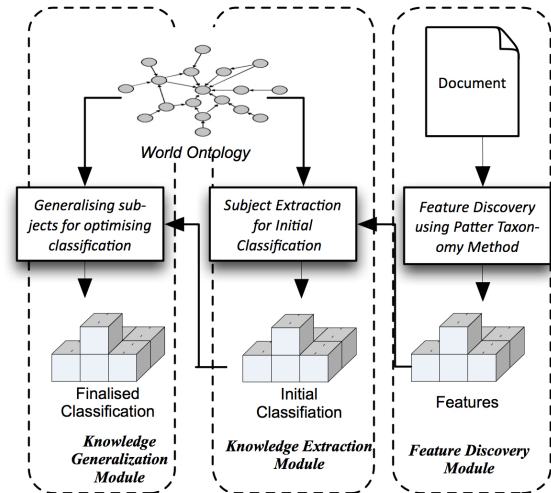 Document
World Ontology
Generalising sub-
jects for optimising
classification
Subject Extraction
for Initial
Classification
Feature Discovery
using Patter Taxon-
omy Method
Finalised
Classification
Initial
Classifiation
Features
Knowledge
Generalization
Module
Knowledge Extraction
Module
Feature Discovery
Module